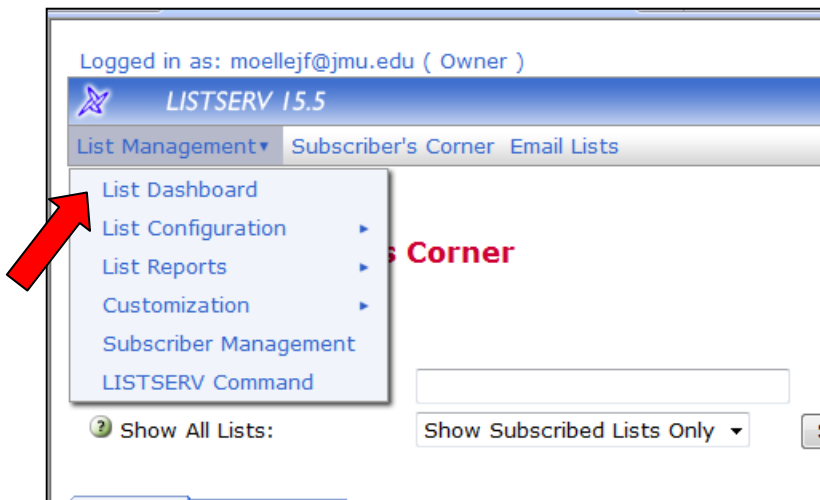 Logged in as: moellejf@jmu.edu ( Owner )
LISTSERV 15.5
List Management▾ Subscriber's Corner Email Lists
List Dashboard
List Configuration ▸
List Reports ▸
Corner
Customization ▸
Subscriber Management
LISTSERV Command
Show All Lists: Show Subscribed Lists Only ▾